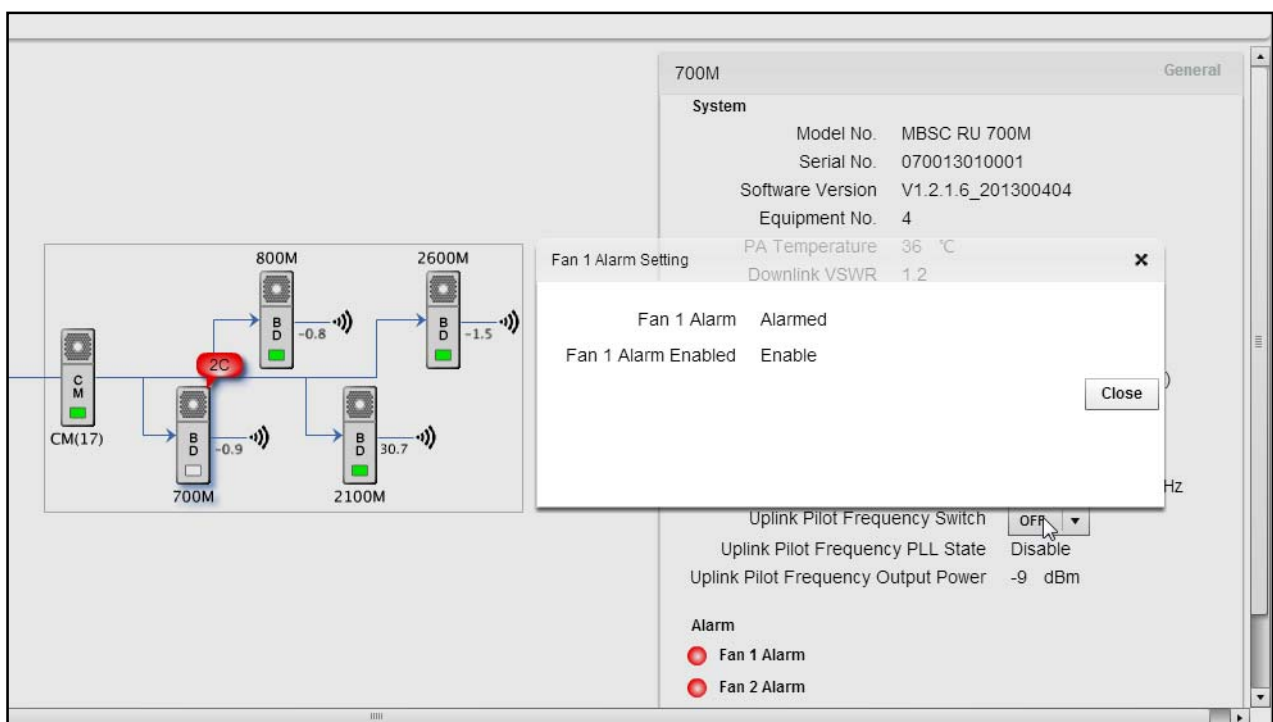 700M General
System
Model No. MBSC RU 700M
Serial No. 070013010001
Software Version V1.2.1.6_201300404
Equipment No. 4
PA Temperature 36 ℃
Downlink VSWR 1.2
800M
2600M
Fan 1 Alarm Setting
Fan 1 Alarm Alarmed
Fan 1 Alarm Enabled Enable
Close
)
Hz
B
D
-0.8
B
D
-1.5
2C
C
M
CM(17)
B
D
-0.9
700M
B
D
30.7
2100M
Uplink Pilot Frequency Switch OFF
Uplink Pilot Frequency PLL State Disable
Uplink Pilot Frequency Output Power -9 dBm
Alarm
Fan 1 Alarm
Fan 2 Alarm